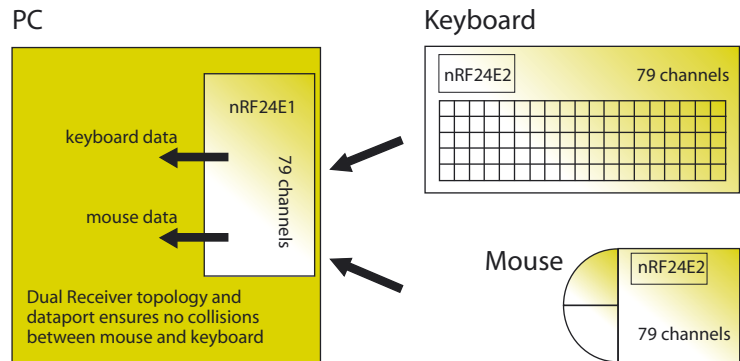 PC
Keyboard
nRF24E1
keyboard data
79 channels
mouse data
Dual Receiver topology and
dataport ensures no collisions
between mouse and keyboard
nRF24E2
79 channels
Mouse
nRF24E2
79 channels